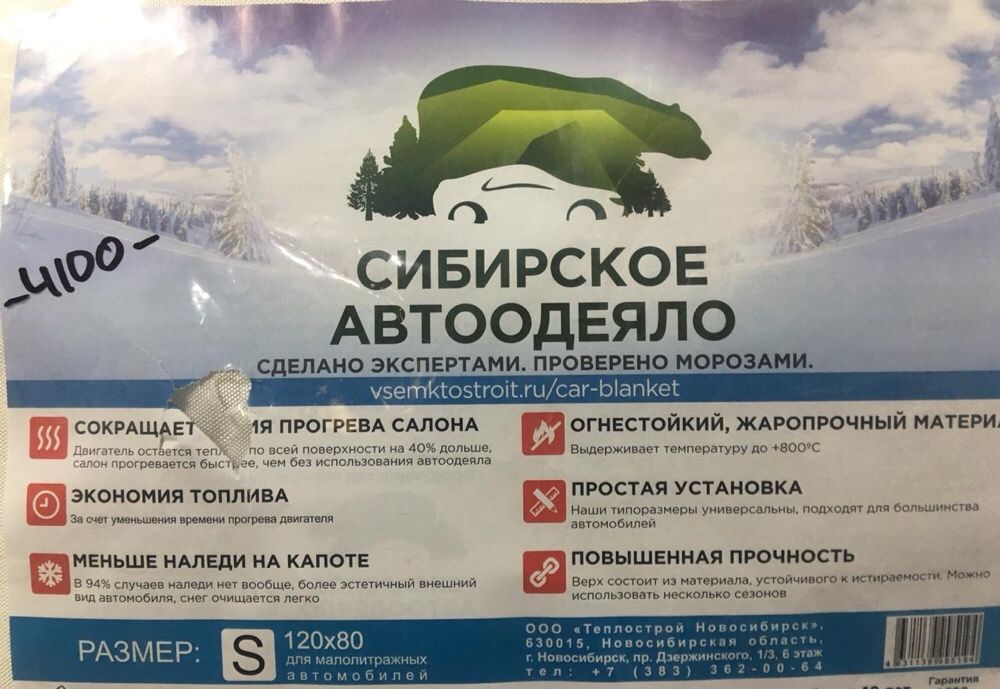 -4100-
СИБИРСКОЕ
АВТООДЕЯЛО
СДЕЛАНО ЭКСПЕРТАМИ. ПРОВЕРЕНО МОРОЗАМИ.
vsemktostroit.ru/car-blanket
СОКРАЩАЕТ ИЯ ПРОГРЕВА САЛОНА
Двигатель остается по всей поверхности на 40% дольше,
салон прогревается быстрее, чем без использования автоодеяла
ЭКОНОМИЯ ТОПЛИВА
За счет уменьшения времени прогрева двигателя
МЕНЬШЕ НАЛЕДИ НА КАПОТЕ
В 94% случаев наледи нет вообще, более эстетичный внешний
вид автомобиля, снег очищается легко
ОГНЕСТОЙКИЙ, ЖАРОПРОЧНЫЙ МАТЕРИ
Выдерживает температуру до +800ºC
ПРОСТАЯ УСТАНОВКА
Наши типоразмеры универсальны, подходят для большинства
автомобилей
ПОВЫШЕННАЯ ПРОЧНОСТЬ
Верх состоит из материала, устойчивого к истираемости. Можно
использовать несколько сезонов
РАЗМЕР: S 120x80
для малолитражных
автомобилей
ООО «Теплострой Новосибирск»,
630015, Новосибирская область,
г. Новосибирск, пр. Дзержинского, 1/3, 6 этаж
тел: +7 (383) 362-00-64
Гарантия